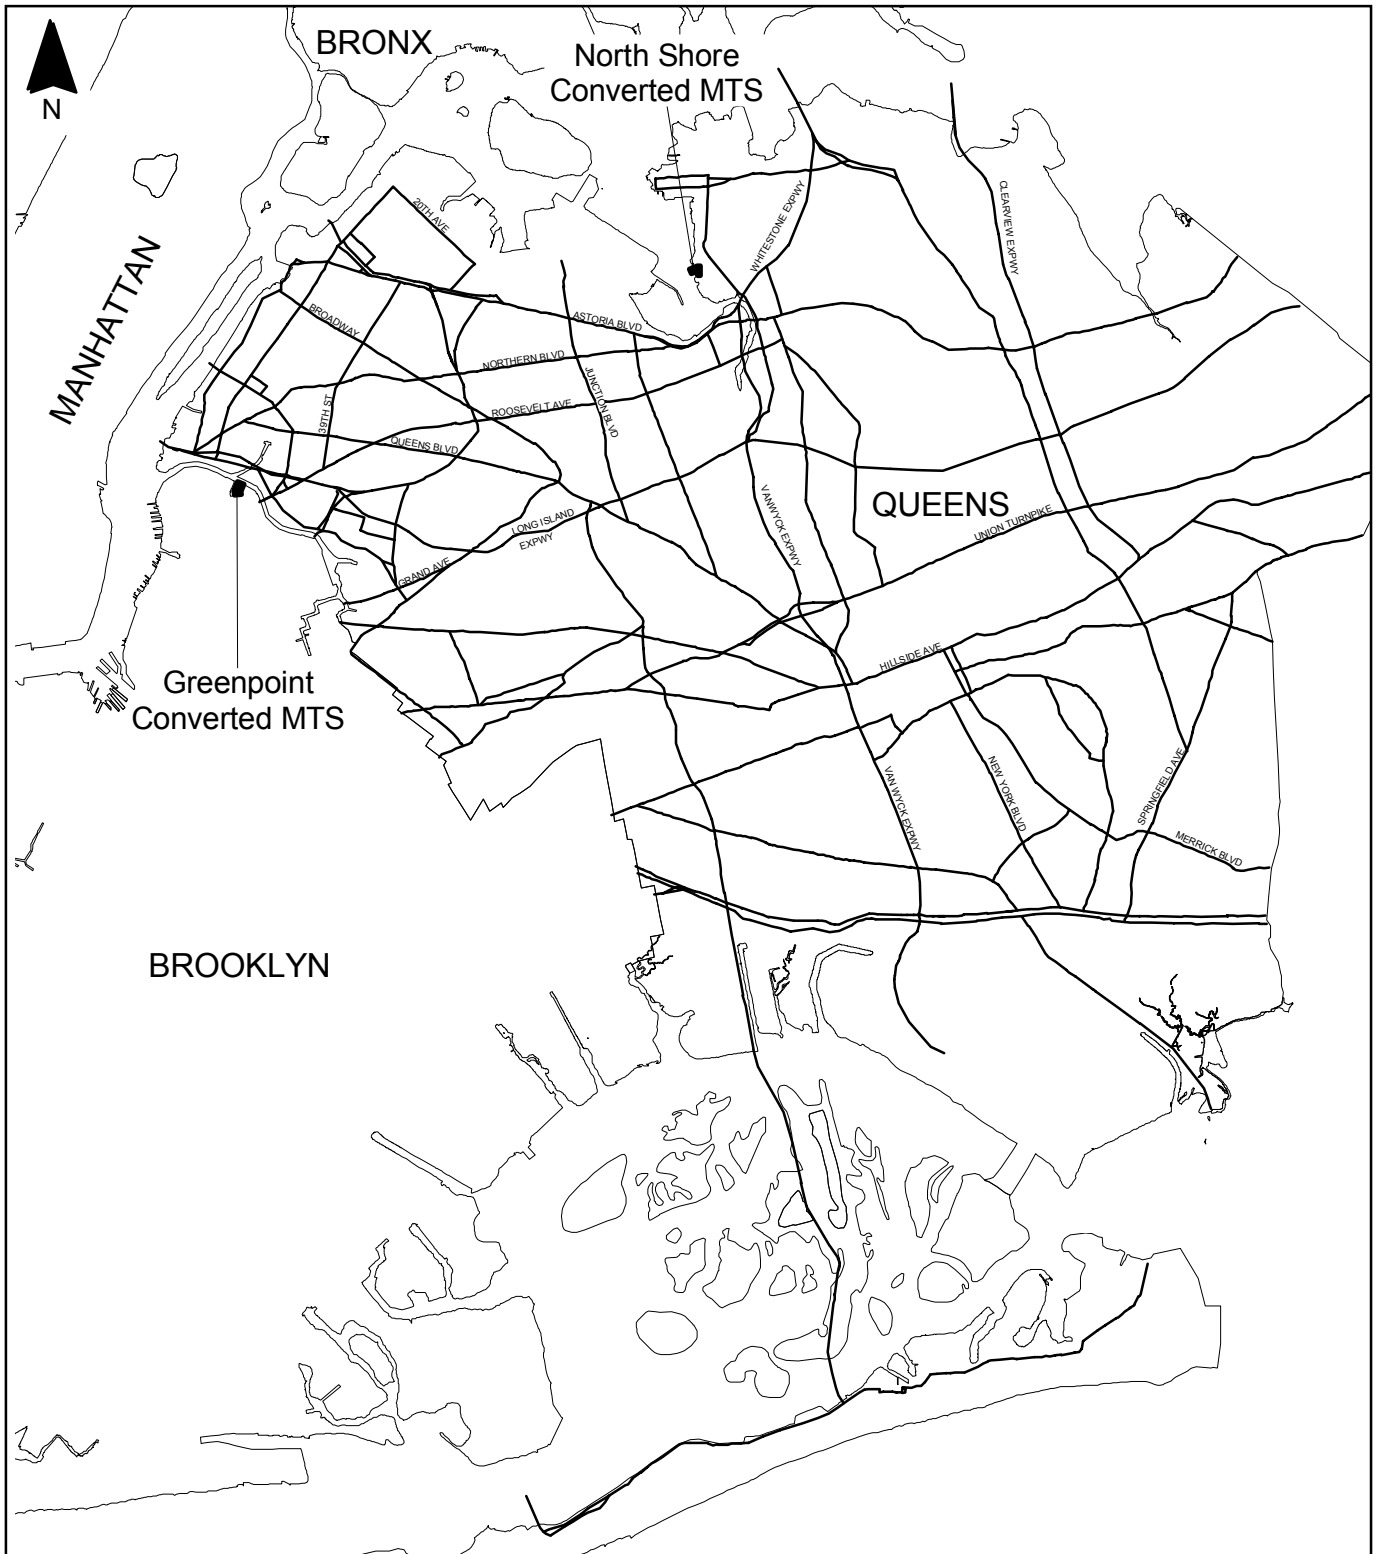 BRONX
North Shore
Converted MTS
N
MANHATTAN
20TH AVE
WHITESTONE EXPWY
CLEARVIEW EXPWY
BROADWAY
ASTORIA BLVD
NORTHERN BLVD
JUNCTION BLVD
39TH ST
ROOSEVELT AVE
QUEENS BLVD
QUEENS
VANWYCK EXPWY
LONG ISLAND
EXPWY
UNION TURNPIKE
GRAND AVE
HILLSIDE AVE
Greenpoint
Converted MTS
VAN WYCK EXPWY
NEW YORK BLVD
SPRINGFIELD AVE
MERRICK BLVD
BROOKLYN